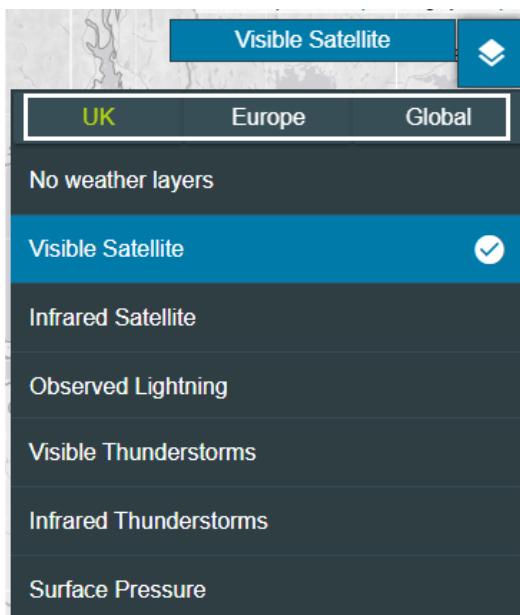 Visible Satellite
UK Europe Global
No weather layers
Visible Satellite
Infrared Satellite
Observed Lightning
Visible Thunderstorms
Infrared Thunderstorms
Surface Pressure